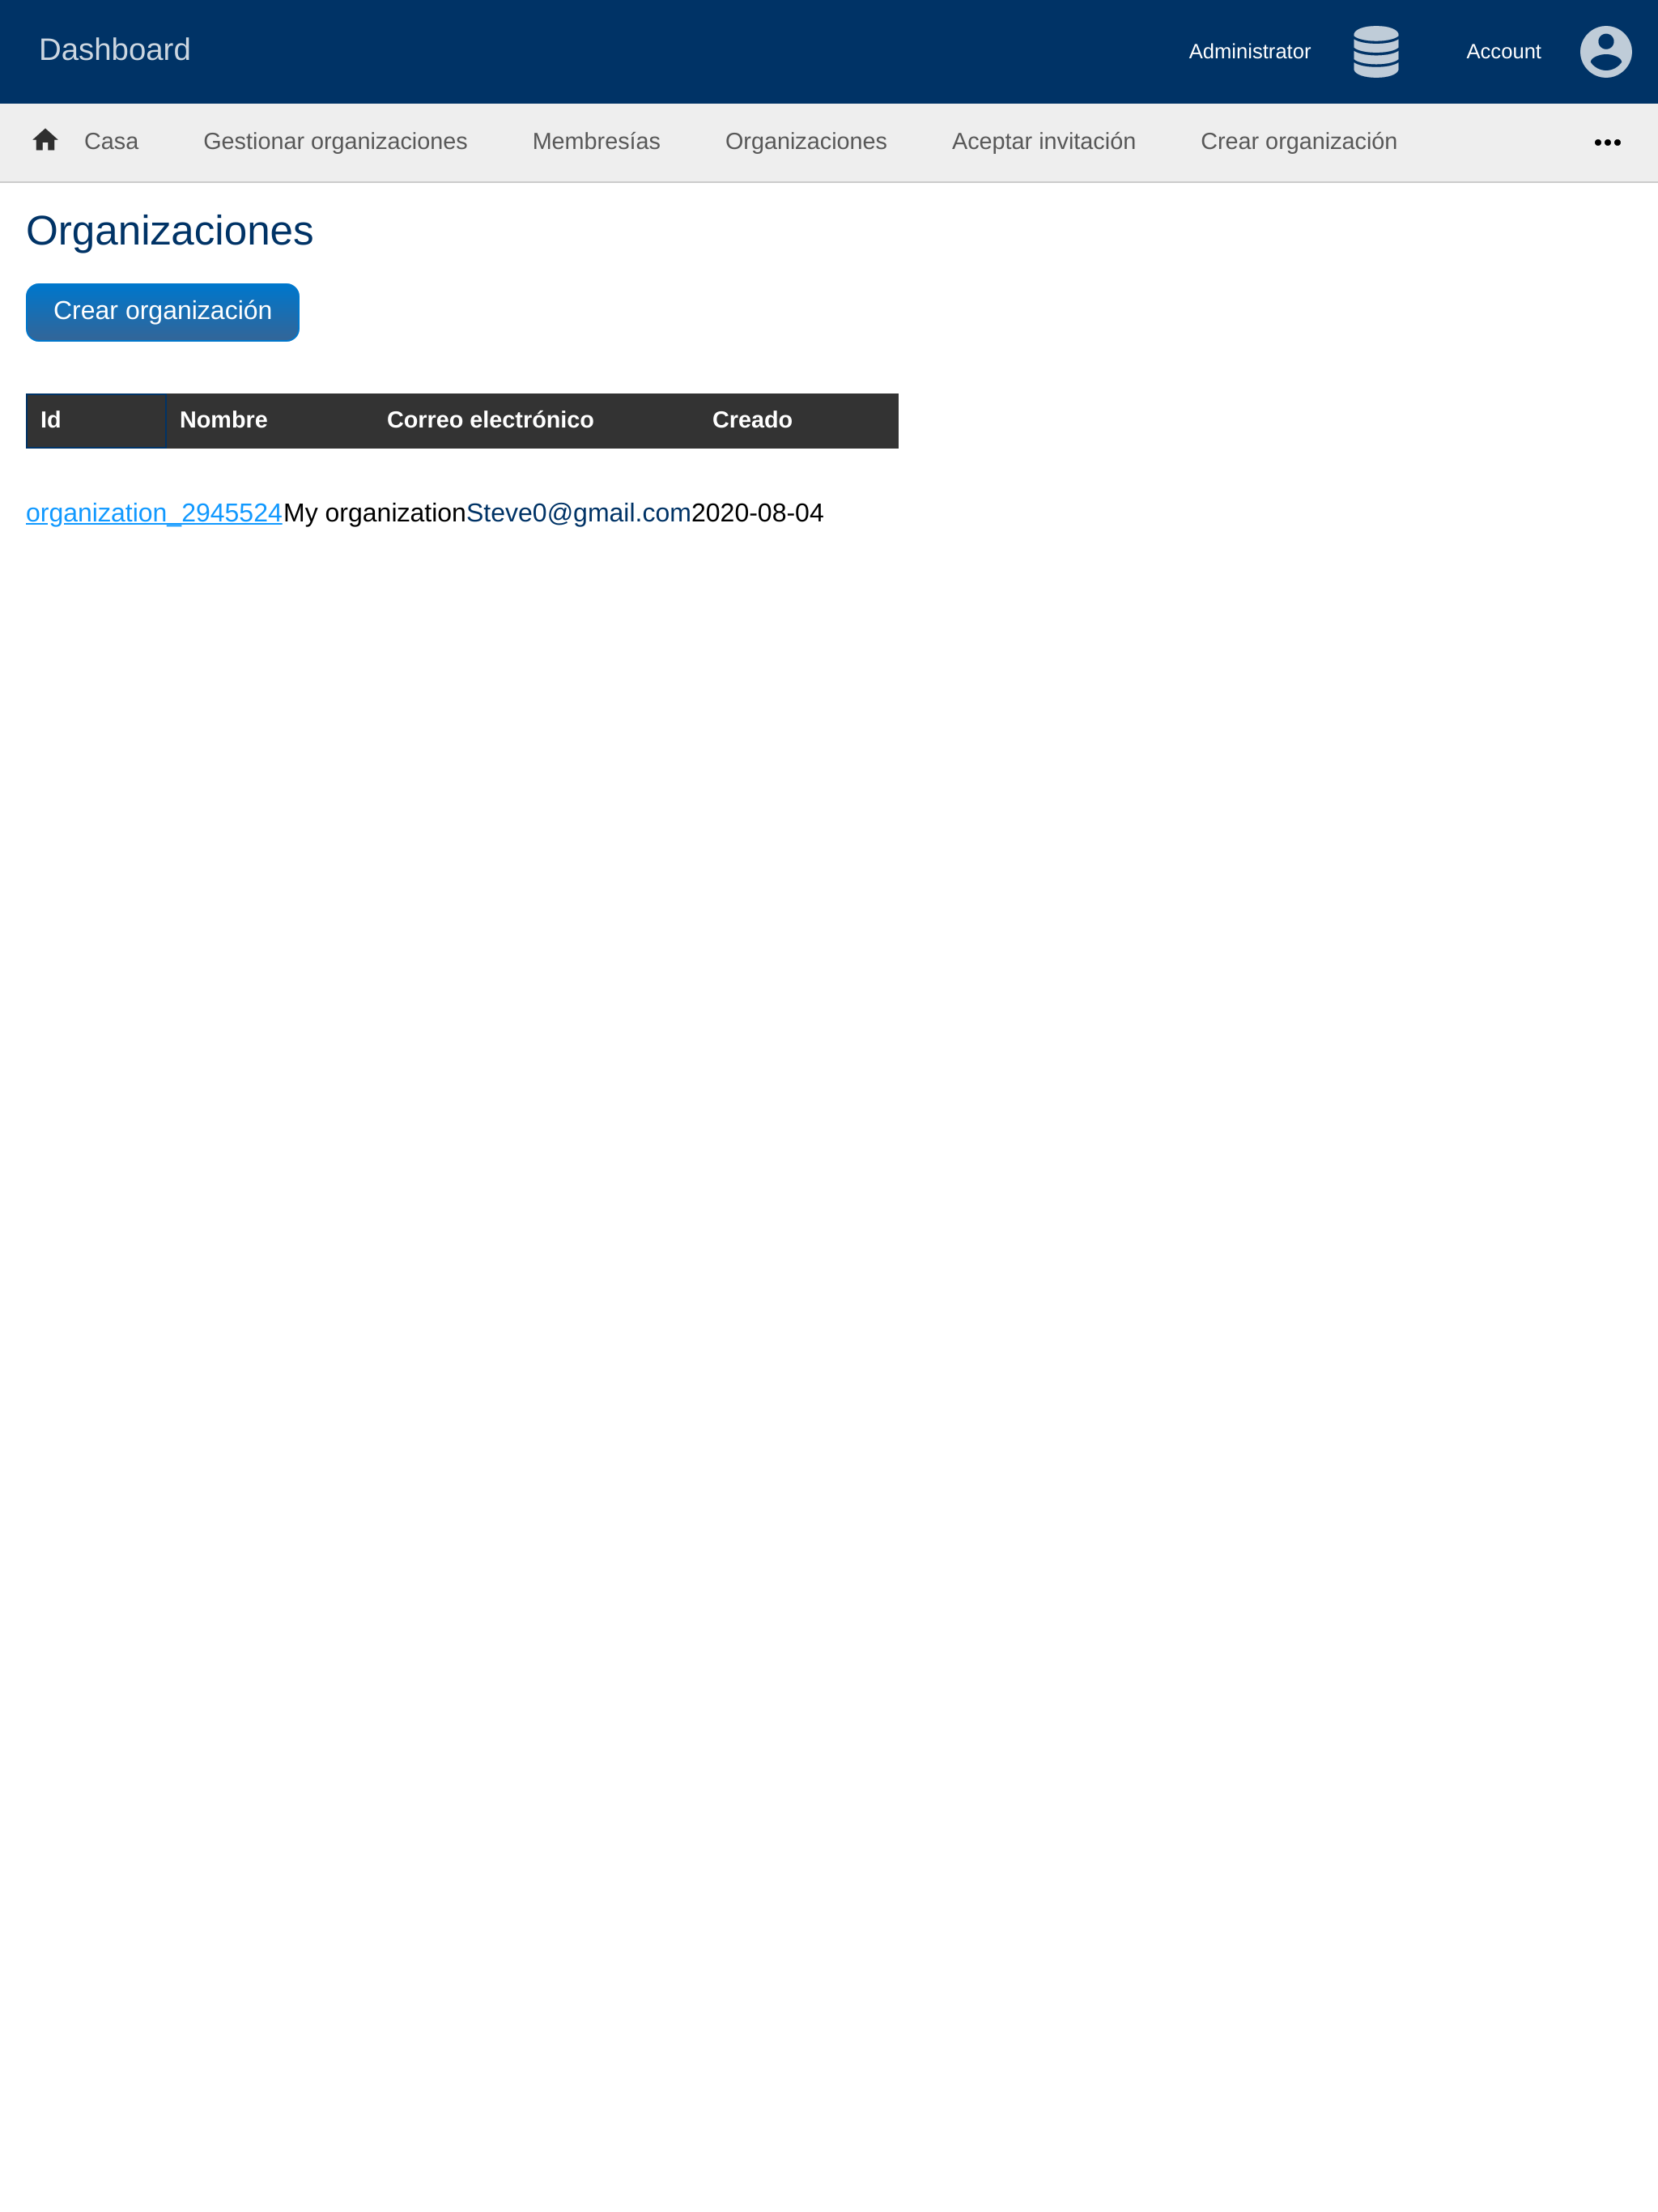 Dashboard Administrator Account
Casa Gestionar organizaciones Membresías Organizaciones Aceptar invitación Crear organización
Organizaciones
Crear organización
Id Nombre Correo electrónico Creado
organization_2945524My organizationSteve0@gmail.com2020-08-04